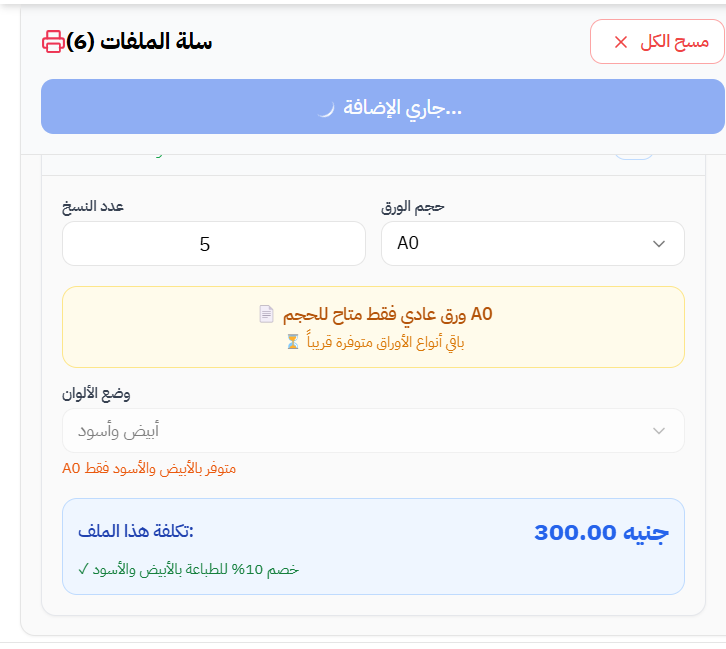 سلة الملفات (6)
مسح الكل
جاري الإضافة...
عدد النسخ
حجم الورق
5
A0
A0 ورق عادي فقط متاح للحجم
باقي أنواع الأوراق متوفرة قريباً
وضع الألوان
أبيض وأسود
متوفر بالأبيض والأسود فقط A0
تكلفة هذا الملف:
300.00 جنيه
✓ خصم 10% للطباعة بالأبيض والأسود